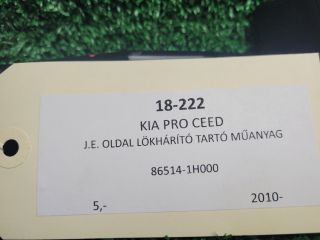 18-222
KIA PRO CEED
J.E. OLDAL LÖKHÁRÍTÓ TARTÓ MŰANYAG
86514-1H000
5,- 2010-